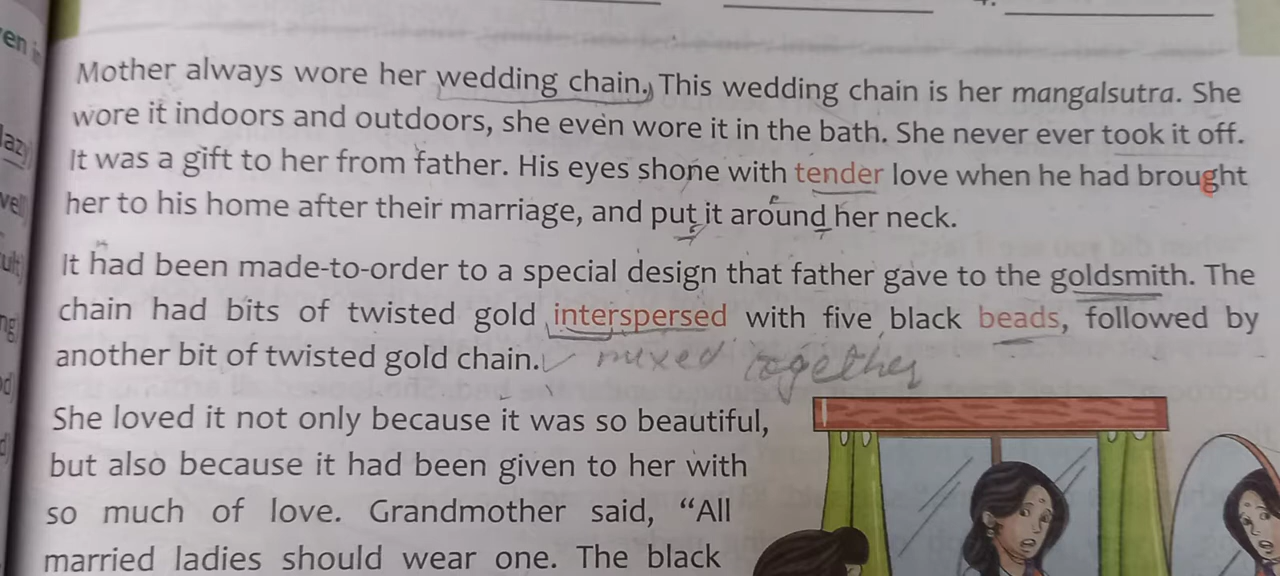 Mother always wore her wedding chain. This wedding chain is her mangalsutra. She
wore it indoors and outdoors, she even wore it in the bath. She never ever took it off.
It was a gift to her from father. His eyes shone with tender love when he had brought
her to his home after their marriage, and put it around her neck.
It had been made-to-order to a special design that father gave to the goldsmith. The
chain had bits of twisted gold interspersed with five black beads, followed by
another bit of twisted gold chain. mixed together
She loved it not only because it was so beautiful,
but also because it had been given to her with
so much of love. Grandmother said, “All
married ladies should wear one. The black